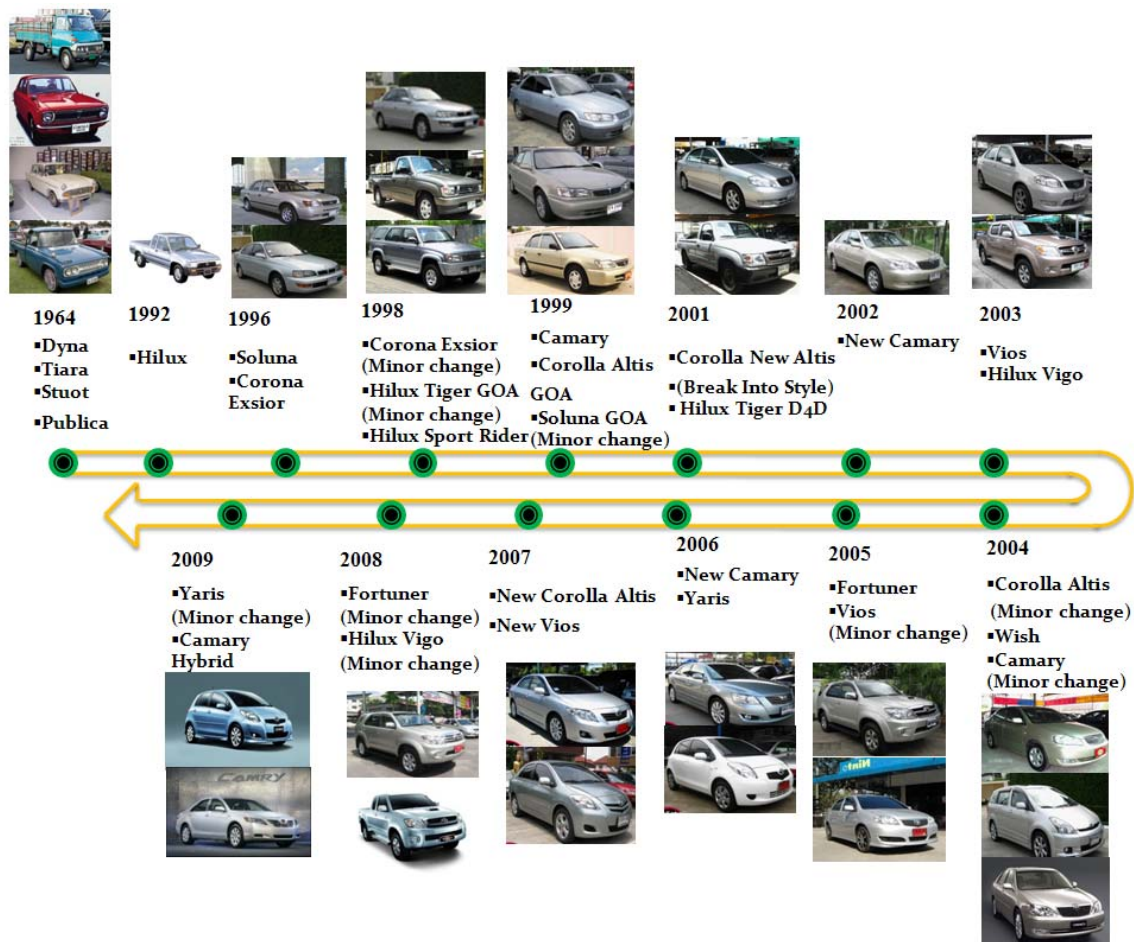 1964
▪Dyna
▪Tiara
▪Stuot
▪Publica
1992
▪Hilux
1996
▪Soluna
▪Corona
Exsior
1998
▪Corona Exsior
(Minor change)
▪Hilux Tiger GOA
(Minor change)
▪Hilux Sport Rider
1999
▪Camary
▪Corolla Altis
GOA
▪Soluna GOA
(Minor change)
2001
▪Corolla New Altis
▪(Break Into Style)
▪Hilux Tiger D4D
2002
▪New Camary
2003
▪Vios
▪Hilux Vigo
2009
▪Yaris
(Minor change)
▪Camary
Hybrid
2008
▪Fortuner
(Minor change)
▪Hilux Vigo
(Minor change)
2007
▪New Corolla Altis
▪New Vios
2006
▪New Camary
▪Yaris
2005
▪Fortuner
▪Vios
(Minor change)
2004
▪Corolla Altis
(Minor change)
▪Wish
▪Camary
(Minor change)
CAMRY